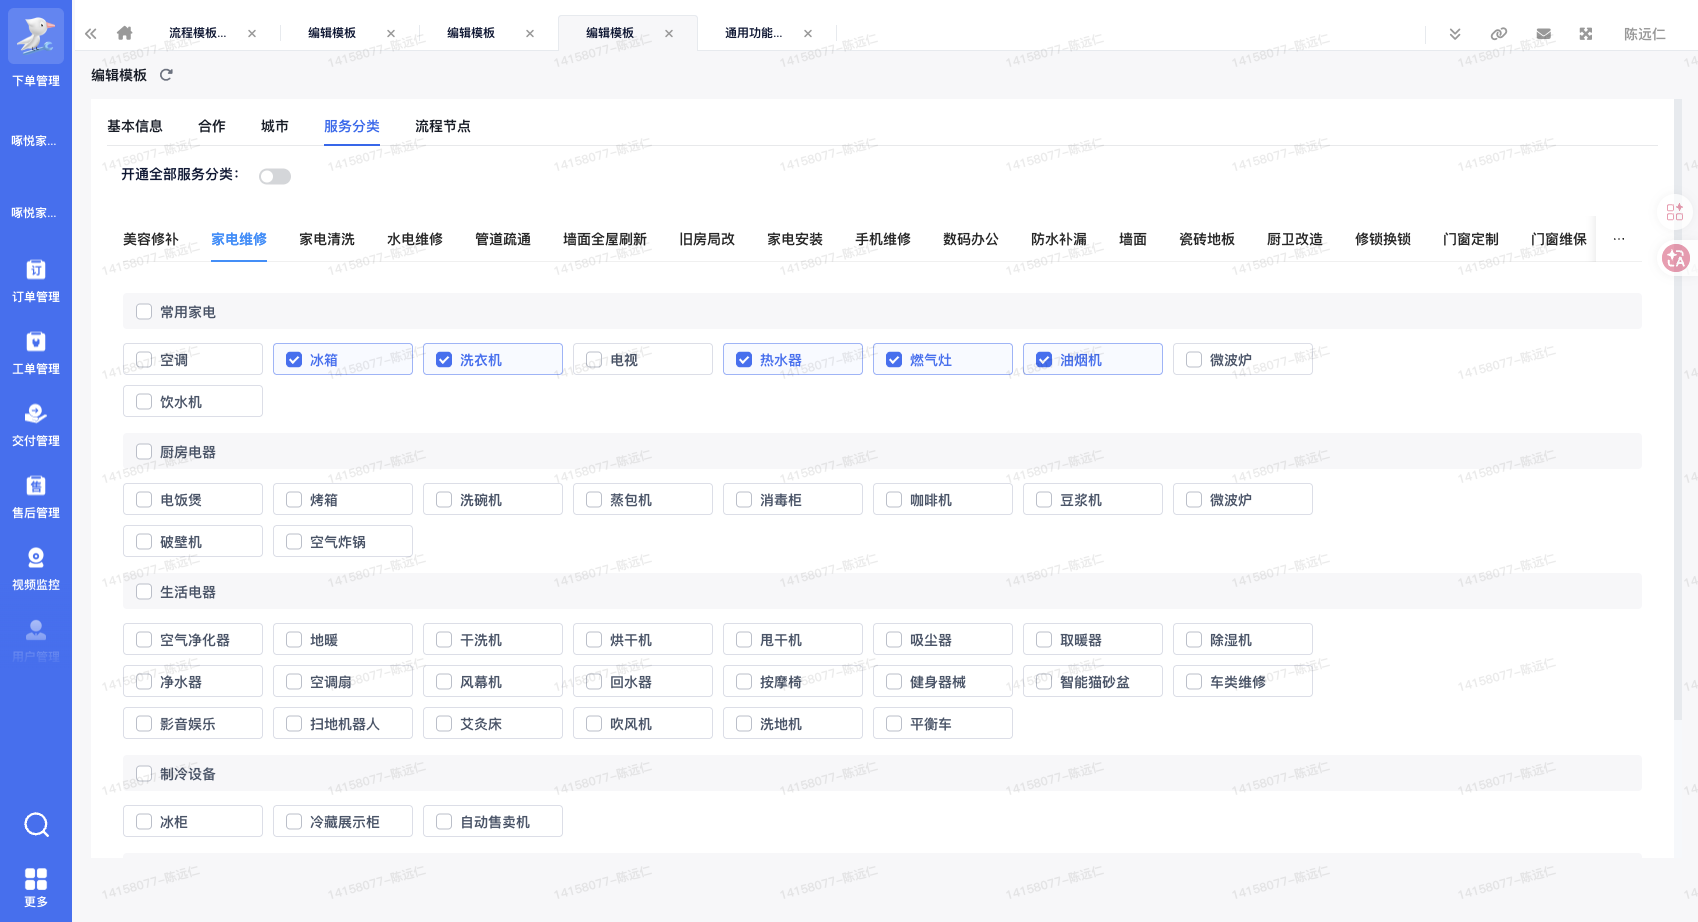 流程模板...
编辑模板
编辑模板
编辑模板
通用功能...
陈远仁
下单管理
啄悦家...
啄悦家...
订
订单管理
工单管理
交付管理
售
售后管理
视频监控
用户管理
更多
编辑模板
基本信息 合作 城市 服务分类 流程节点
开通全部服务分类：
美容修补 家电维修 家电清洗 水电维修 管道疏通 墙面全屋刷新 旧房局改 家电安装 手机维修 数码办公 防水补漏 墙面 瓷砖地板 厨卫改造 修锁换锁 门窗定制 门窗维保 ...
常用家电
空调 冰箱 洗衣机 电视 热水器 燃气灶 油烟机 微波炉
饮水机
厨房电器
电饭煲 烤箱 洗碗机 蒸包机 消毒柜 咖啡机 豆浆机 微波炉
破壁机 空气炸锅
生活电器
空气净化器 地暖 干洗机 烘干机 甩干机 吸尘器 取暖器 除湿机
净水器 空调扇 风幕机 回水器 按摩椅 健身器械 智能猫砂盆 车类维修
影音娱乐 扫地机器人 艾灸床 吹风机 洗地机 平衡车
制冷设备
冰柜 冷藏展示柜 自动售卖机
14158077-陈远仁